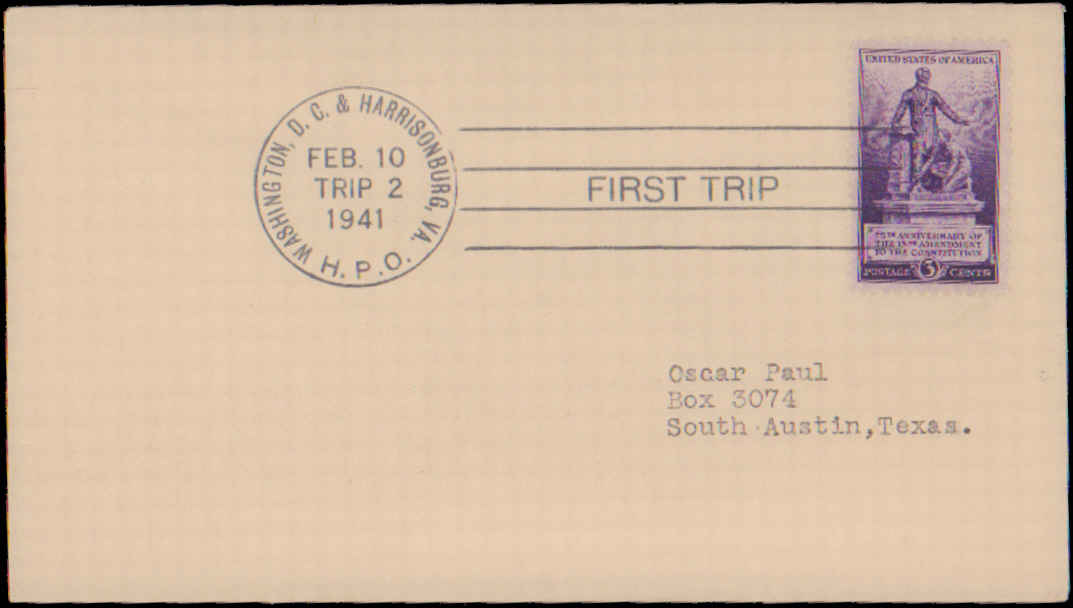 WASHINGTON, D. C. & HARRISONBURG, VA.
FEB. 10
TRIP 2
1941
H.P.O.
FIRST TRIP
UNITED STATES OF AMERICA
75TH ANNIVERSARY OF
THE 13TH AMENDMENT
TO THE CONSTITUTION
POSTAGE 3 CENTS
Oscar Paul
Box 3074
South Austin,Texas.